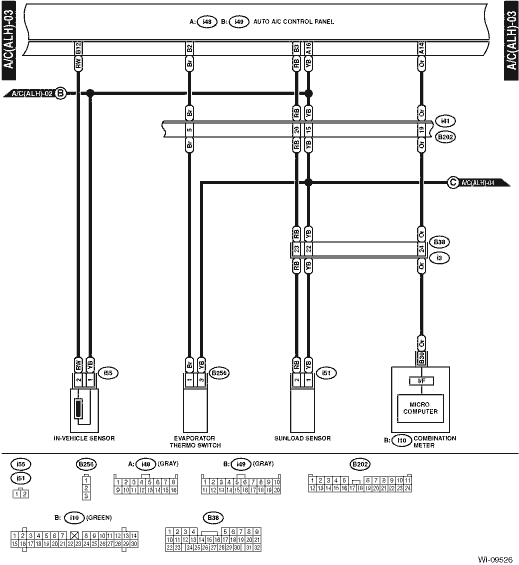 A/C(ALH)-03
A/C(ALH)-03
A: i48 B: i49 AUTO A/C CONTROL PANEL
B12 B2 B3 A16 A14
RW Br RB YB Or
A/C(ALH)-02 B
Br RB YB Or
5 20 15 19
i41
B202
Br RB YB Or
C A/C(ALH)-04
RB YB Or
23 22 24
B38
i3
RB YB Or
RW YB Br YB RB YB Or
2 1 1 3 2 1 B30
i55 B256 i51
I/F
MICRO
COMPUTER
IN-VEHICLE SENSOR
EVAPORATOR
THERMO SWITCH
SUNLOAD SENSOR
B: i10 COMBINATION
METER
i55
i51
1 2
B256
1
2
3
A: i48 (GRAY)
1 2 3 4 5 6 7 8
9 10 11 12 13 14 15 16
B: i49 (GRAY)
1 2 3 4 5 6 7 8 9 10
11 12 13 14 15 16 17 18 19 20
B202
1 2 3 4 5 6 7 8 9 10 11
12 13 14 15 16 17 18 19 20 21 22 23 24
B: i10 (GREEN)
1 2 3 4 5 6 7 8 9 10 11 12 13 14
15 16 17 18 19 20 21 22 23 24 25 26 27 28 29 30
B38
1 2 3 4 5 6 7 8 9
10 11 12 13 14 15 16 17 18 19 20 21
22 23 24 25 26 27 28 29 30 31 32
WI-09526